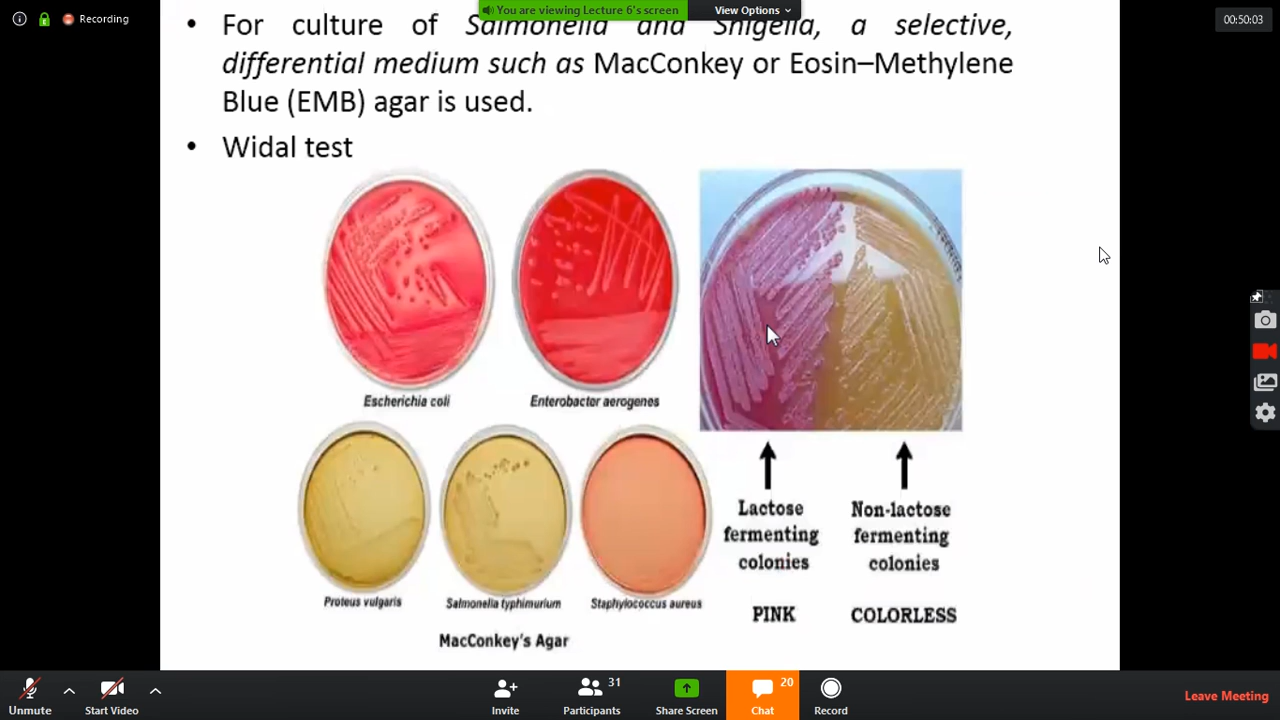 Recording
You are viewing Lecture 6's screen
View Options
00:50:03
• For culture of Salmonella and Shigella, a selective,
differential medium such as MacConkey or Eosin–Methylene
Blue (EMB) agar is used.
• Widal test
Escherichia coli
Enterobacter aerogenes
Proteus vulgaris
Salmonella typhimurium
Staphylococcus aureus
MacConkey's Agar
Lactose
fermenting
colonies
PINK
Non-lactose
fermenting
colonies
COLORLESS
Unmute
Start Video
Invite
31
Participants
Share Screen
20
Chat
Record
Leave Meeting